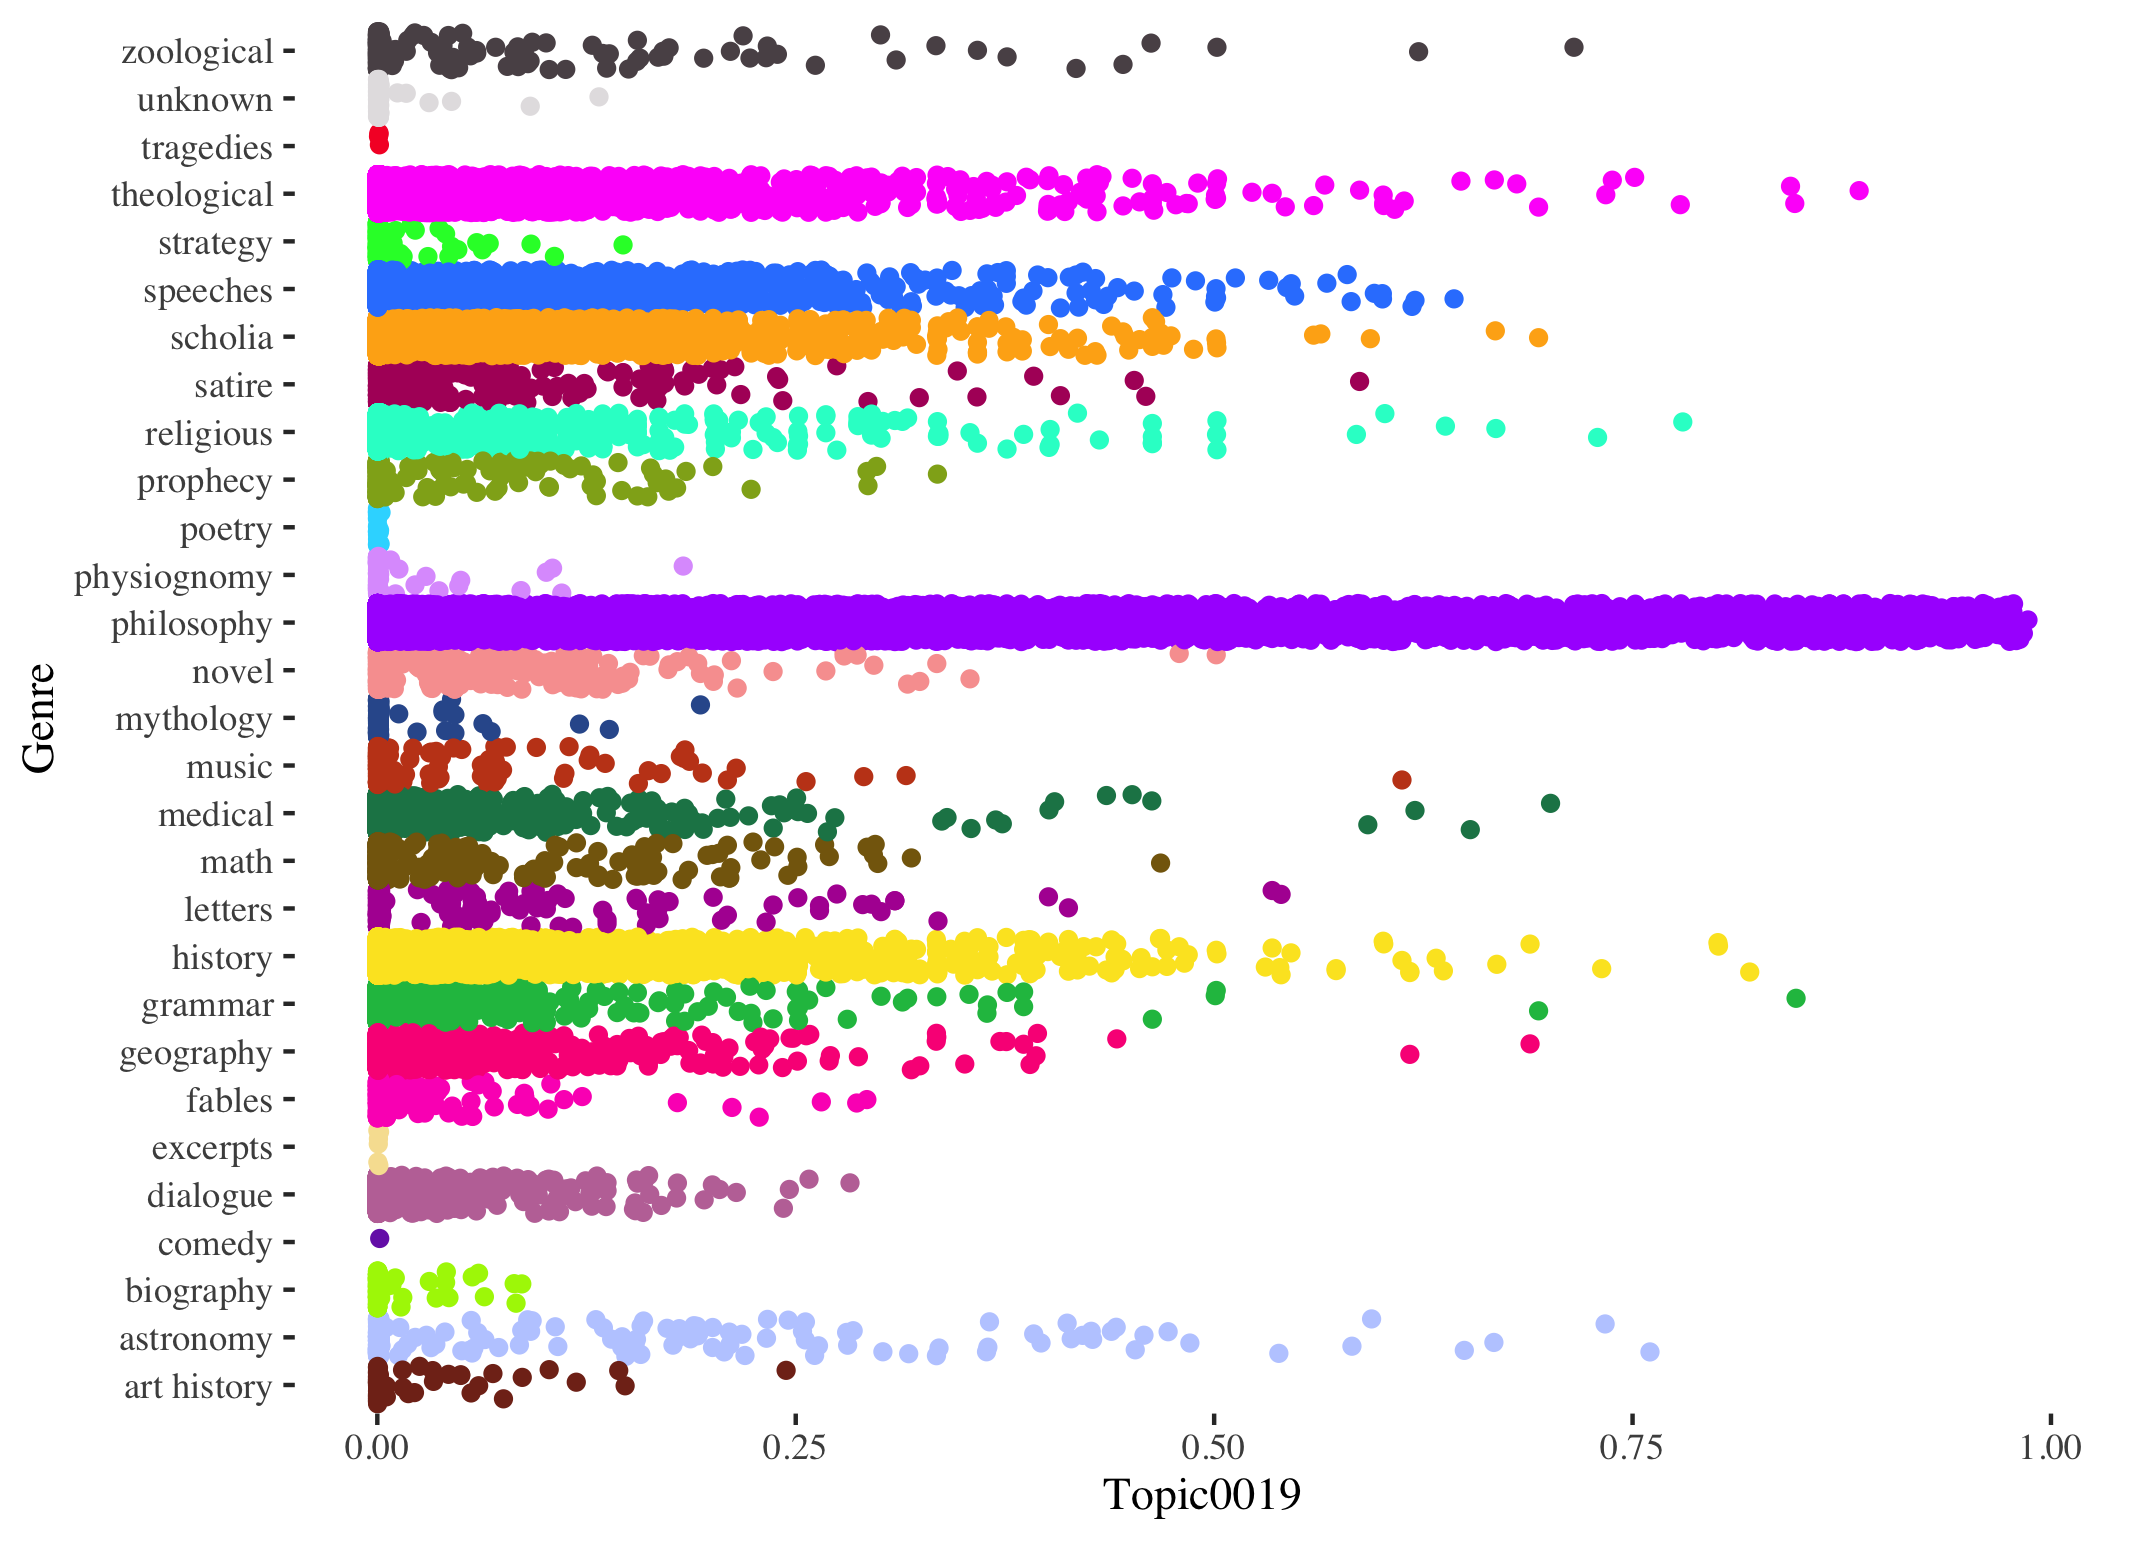 zoological
unknown
tragedies
theological
strategy
speeches
scholia
satire
religious
prophecy
poetry
physiognomy
philosophy
novel
mythology
music
medical
math
letters
history
grammar
geography
fables
excerpts
dialogue
comedy
biography
astronomy
art history
Genre
0.00 0.25 0.50 0.75 1.00
Topic0019